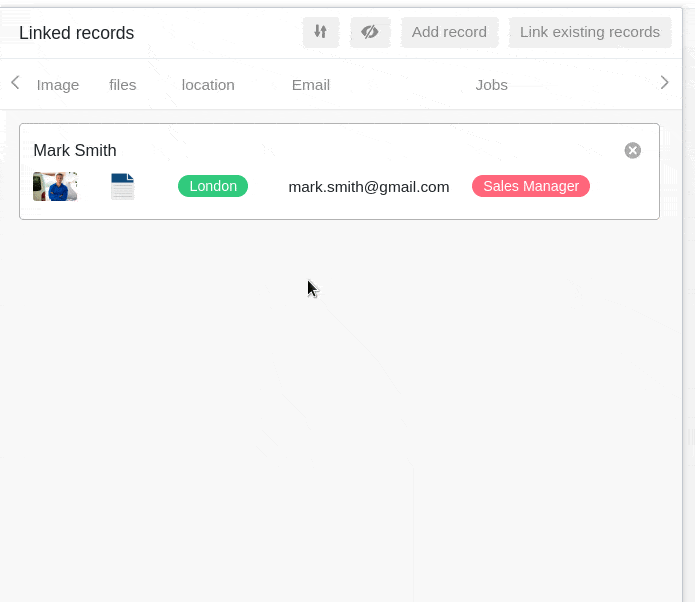 Linked records
Add record
Link existing records
Image files location Email Jobs
Mark Smith
London mark.smith@gmail.com Sales Manager